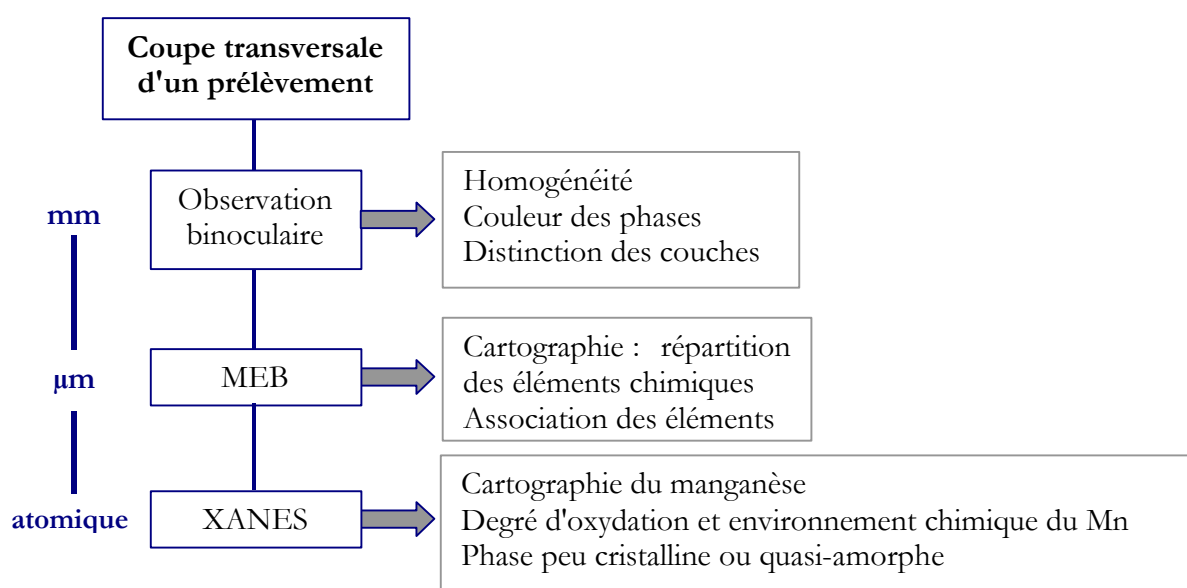 Coupe transversale
d'un prélèvement
mm
Observation
binoculaire
Homogénéité
Couleur des phases
Distinction des couches
µm
MEB
Cartographie : répartition
des éléments chimiques
Association des éléments
atomique
XANES
Cartographie du manganèse
Degré d'oxydation et environnement chimique du Mn
Phase peu cristalline ou quasi-amorphe